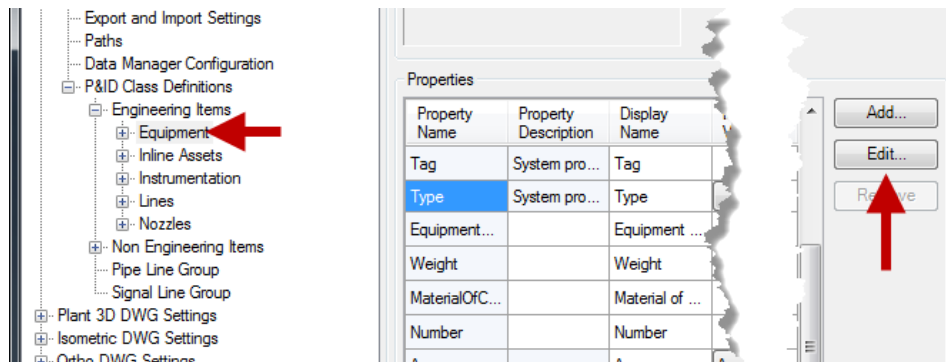 Export and Import Settings
Paths
Data Manager Configuration
P&ID Class Definitions
Engineering Items
Equipment
Inline Assets
Instrumentation
Lines
Nozzles
Non Engineering Items
Pipe Line Group
Signal Line Group
Plant 3D DWG Settings
Isometric DWG Settings
Ortho DWG Settings
Properties
Property Name Property Description Display Name
Tag System pro... Tag
Type System pro... Type
Equipment... Equipment ...
Weight Weight
MaterialOfC... Material of ...
Number Number
Add...
Edit...